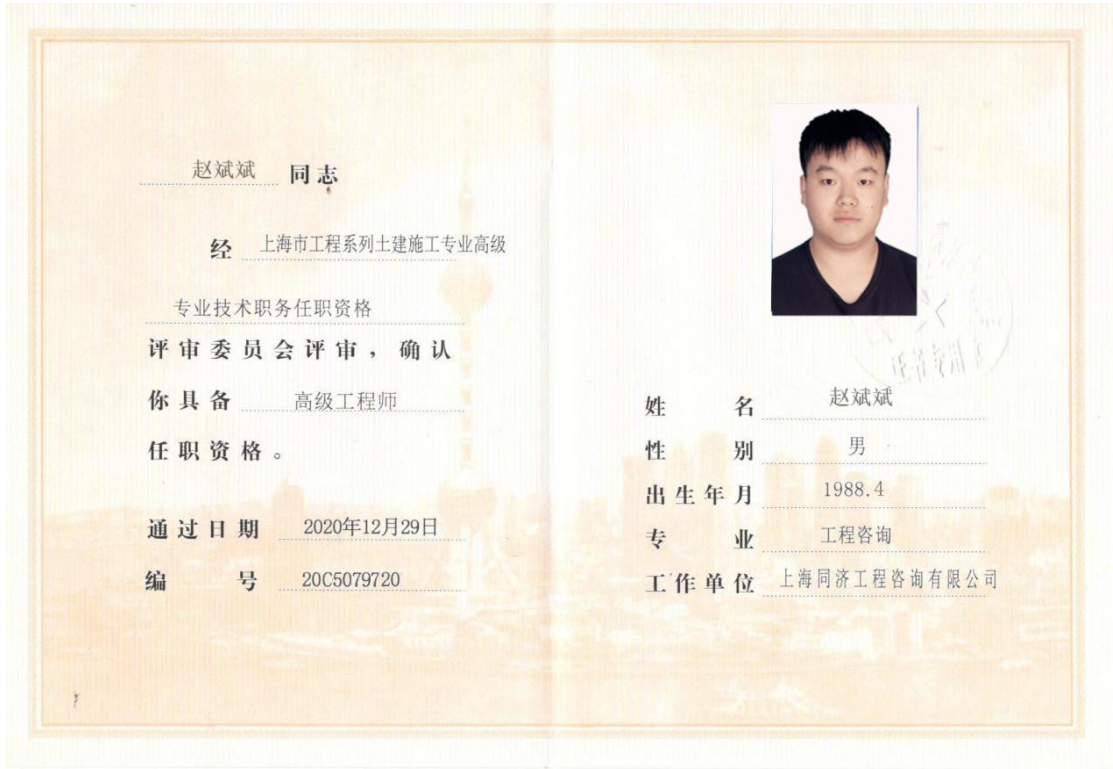 赵斌斌 同志
经 上海市工程系列土建施工专业高级
专业技术职务任职资格
评审委员会评审，确认
你具备 高级工程师
任职资格。
通过日期 2020年12月29日
编号 20C5079720
姓名 赵斌斌
性别 男
出生年月 1988.4
专业 工程咨询
工作单位 上海同济工程咨询有限公司